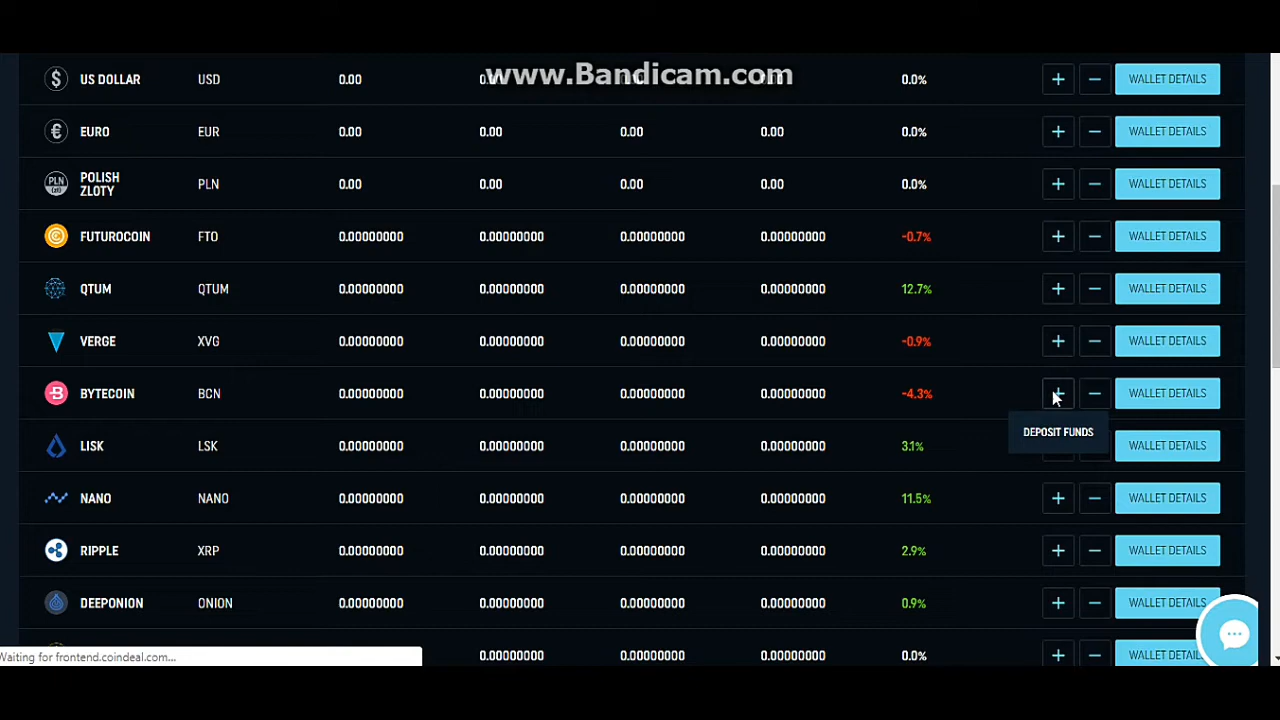 www.Bandicam.com
$ US DOLLAR USD 0.00 0.00 0.00 0.00 0.0% + − WALLET DETAILS
€ EURO EUR 0.00 0.00 0.00 0.00 0.0% + − WALLET DETAILS
PLN POLISH ZLOTY PLN 0.00 0.00 0.00 0.00 0.0% + − WALLET DETAILS
FUTUROCOIN FTO 0.00000000 0.00000000 0.00000000 0.00000000 -0.7% + − WALLET DETAILS
QTUM QTUM 0.00000000 0.00000000 0.00000000 0.00000000 12.7% + − WALLET DETAILS
VERGE XVG 0.00000000 0.00000000 0.00000000 0.00000000 -0.9% + − WALLET DETAILS
BYTECOIN BCN 0.00000000 0.00000000 0.00000000 0.00000000 -4.3% + − WALLET DETAILS
DEPOSIT FUNDS
LISK LSK 0.00000000 0.00000000 0.00000000 0.00000000 3.1% WALLET DETAILS
NANO NANO 0.00000000 0.00000000 0.00000000 0.00000000 11.5% + − WALLET DETAILS
RIPPLE XRP 0.00000000 0.00000000 0.00000000 0.00000000 2.9% + − WALLET DETAILS
DEEPONION ONION 0.00000000 0.00000000 0.00000000 0.00000000 0.9% + − WALLET DETAILS
0.00000000 0.00000000 0.00000000 0.0% + − WALLET
Waiting for frontend.coindeal.com...